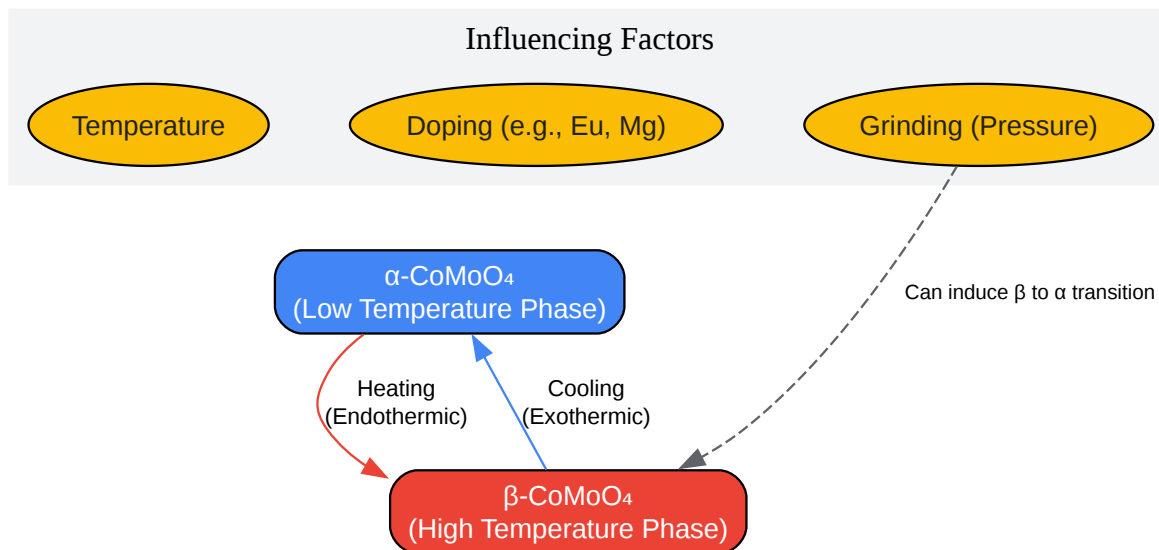 Influencing Factors
Temperature
Doping (e.g., Eu, Mg)
Grinding (Pressure)
α-CoMoO₄
(Low Temperature Phase)
Can induce β to α transition
Heating
(Endothermic)
Cooling
(Exothermic)
β-CoMoO₄
(High Temperature Phase)